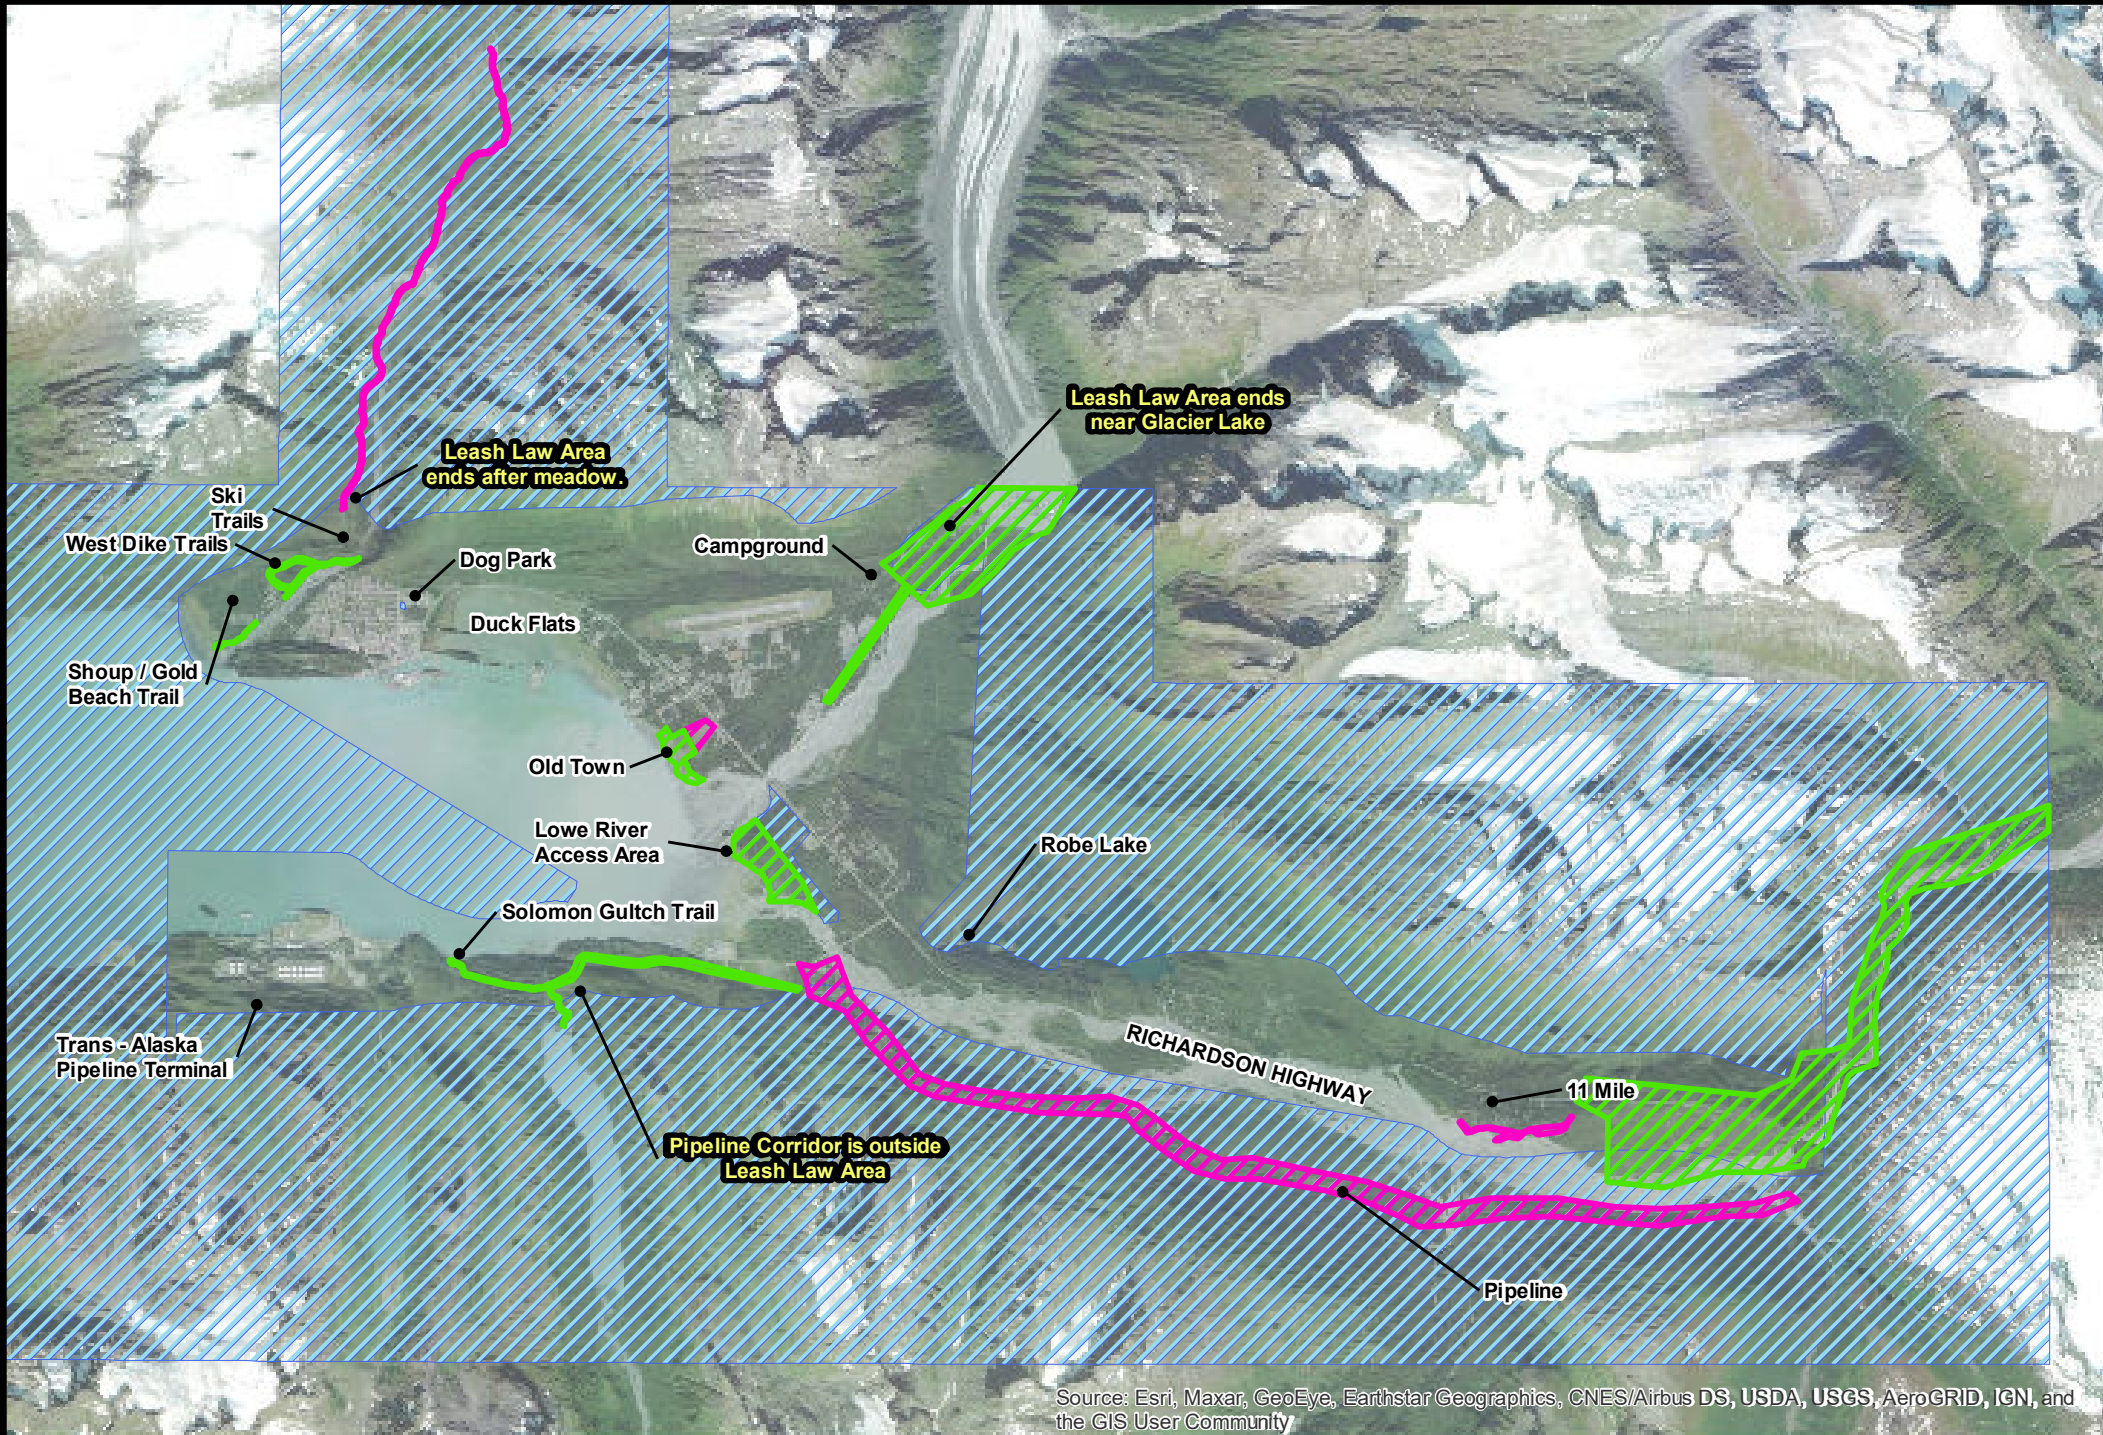 Leash Law Area ends
near Glacier Lake
Leash Law Area
ends after meadow.
Ski
Trails
West Dike Trails
Dog Park
Campground
Duck Flats
Shoup / Gold
Beach Trail
Old Town
Lowe River
Access Area
Robe Lake
Solomon Gultch Trail
Trans - Alaska
Pipeline Terminal
RICHARDSON HIGHWAY
11 Mile
Pipeline Corridor is outside
Leash Law Area
Pipeline
Source: Esri, Maxar, GeoEye, Earthstar Geographics, CNES/Airbus DS, USDA, USGS, AeroGRID, IGN, and
the GIS User Community